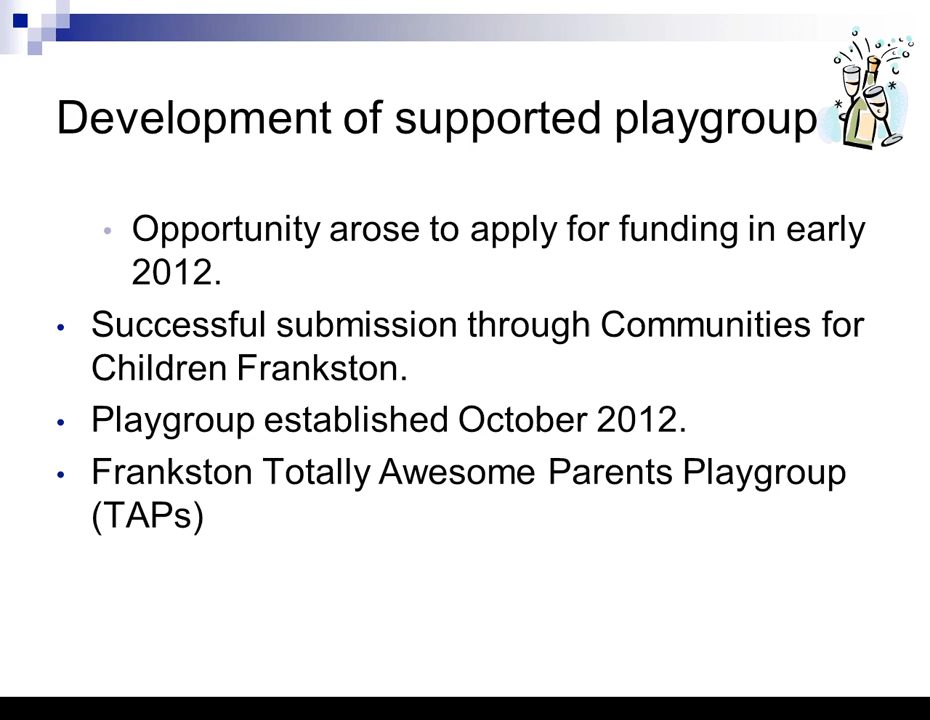 Development of supported playgroup
• Opportunity arose to apply for funding in early
2012.
• Successful submission through Communities for
Children Frankston.
• Playgroup established October 2012.
• Frankston Totally Awesome Parents Playgroup
(TAPs)